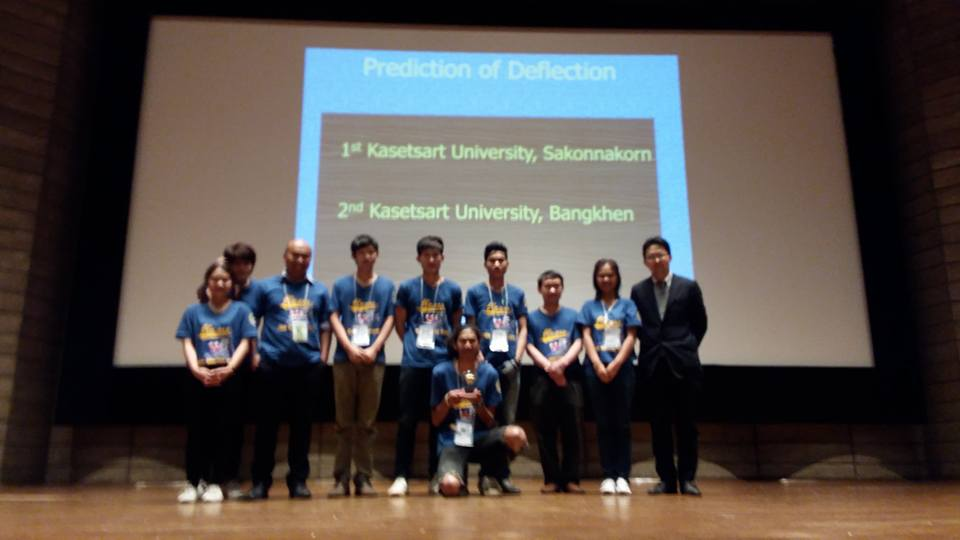 Prediction of Deflection
1st Kasetsart University, Sakonnakorn
2nd Kasetsart University, Bangkhen